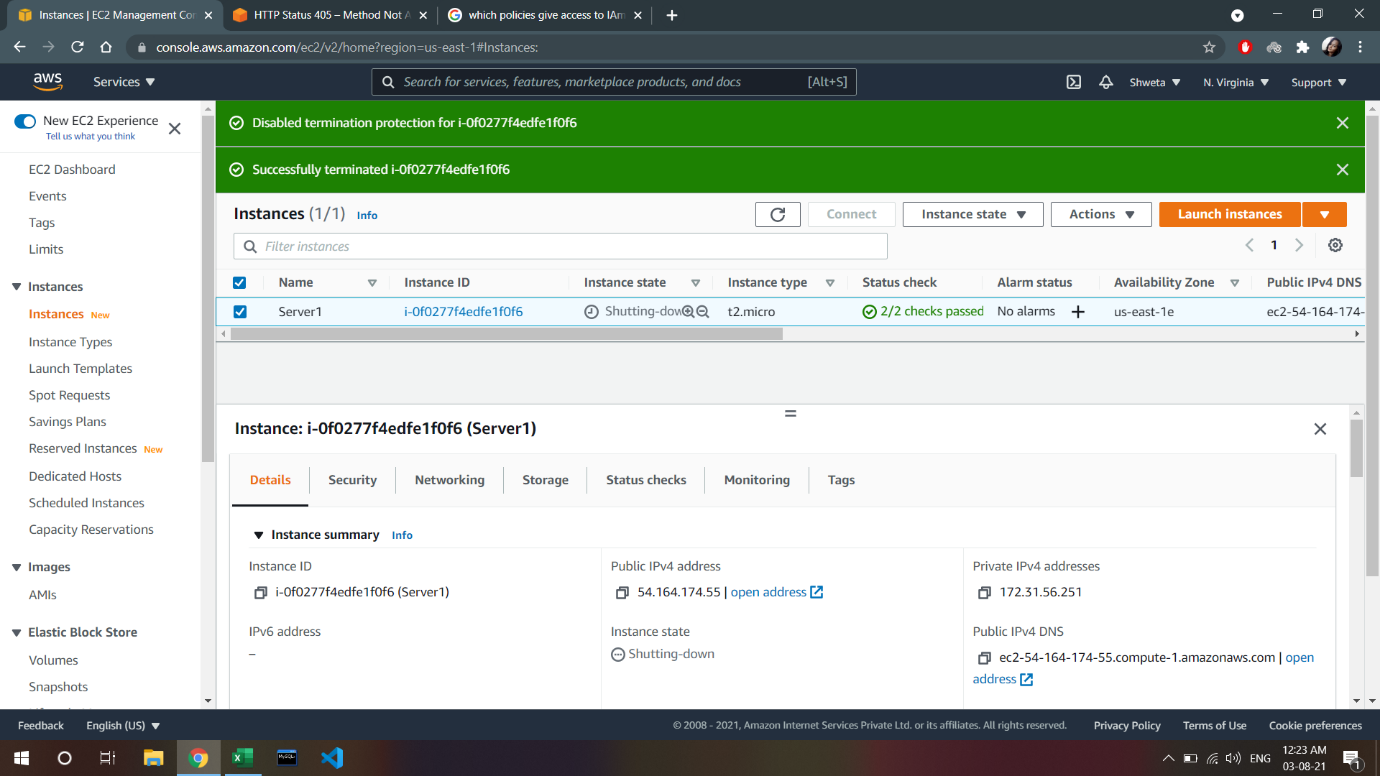 Instances | EC2 Management Con
HTTP Status 405 – Method Not A
which policies give access to IAm
console.aws.amazon.com/ec2/v2/home?region=us-east-1#Instances:
aws
Services
Search for services, features, marketplace products, and docs
[Alt+S]
Shweta
N. Virginia
Support
New EC2 Experience
Tell us what you think
EC2 Dashboard
Events
Tags
Limits
Instances
Instances New
Instance Types
Launch Templates
Spot Requests
Savings Plans
Reserved Instances New
Dedicated Hosts
Scheduled Instances
Capacity Reservations
Images
AMIs
Elastic Block Store
Volumes
Snapshots
Disabled termination protection for i-0f0277f4edfe1f0f6
Successfully terminated i-0f0277f4edfe1f0f6
Instances (1/1) Info
Connect
Instance state
Actions
Launch instances
Filter instances
1
Name Instance ID Instance state Instance type Status check Alarm status Availability Zone Public IPv4 DNS
Server1 i-0f0277f4edfe1f0f6 Shutting-dow t2.micro 2/2 checks passed No alarms us-east-1e ec2-54-164-174-
Instance: i-0f0277f4edfe1f0f6 (Server1)
Details Security Networking Storage Status checks Monitoring Tags
Instance summary Info
Instance ID
i-0f0277f4edfe1f0f6 (Server1)
Public IPv4 address
54.164.174.55 | open address
Private IPv4 addresses
172.31.56.251
IPv6 address
–
Instance state
Shutting-down
Public IPv4 DNS
ec2-54-164-174-55.compute-1.amazonaws.com | open
address
Feedback English (US)
© 2008 - 2021, Amazon Internet Services Private Ltd. or its affiliates. All rights reserved.
Privacy Policy Terms of Use Cookie preferences
MySQL
ENG
12:23 AM
03-08-21
1